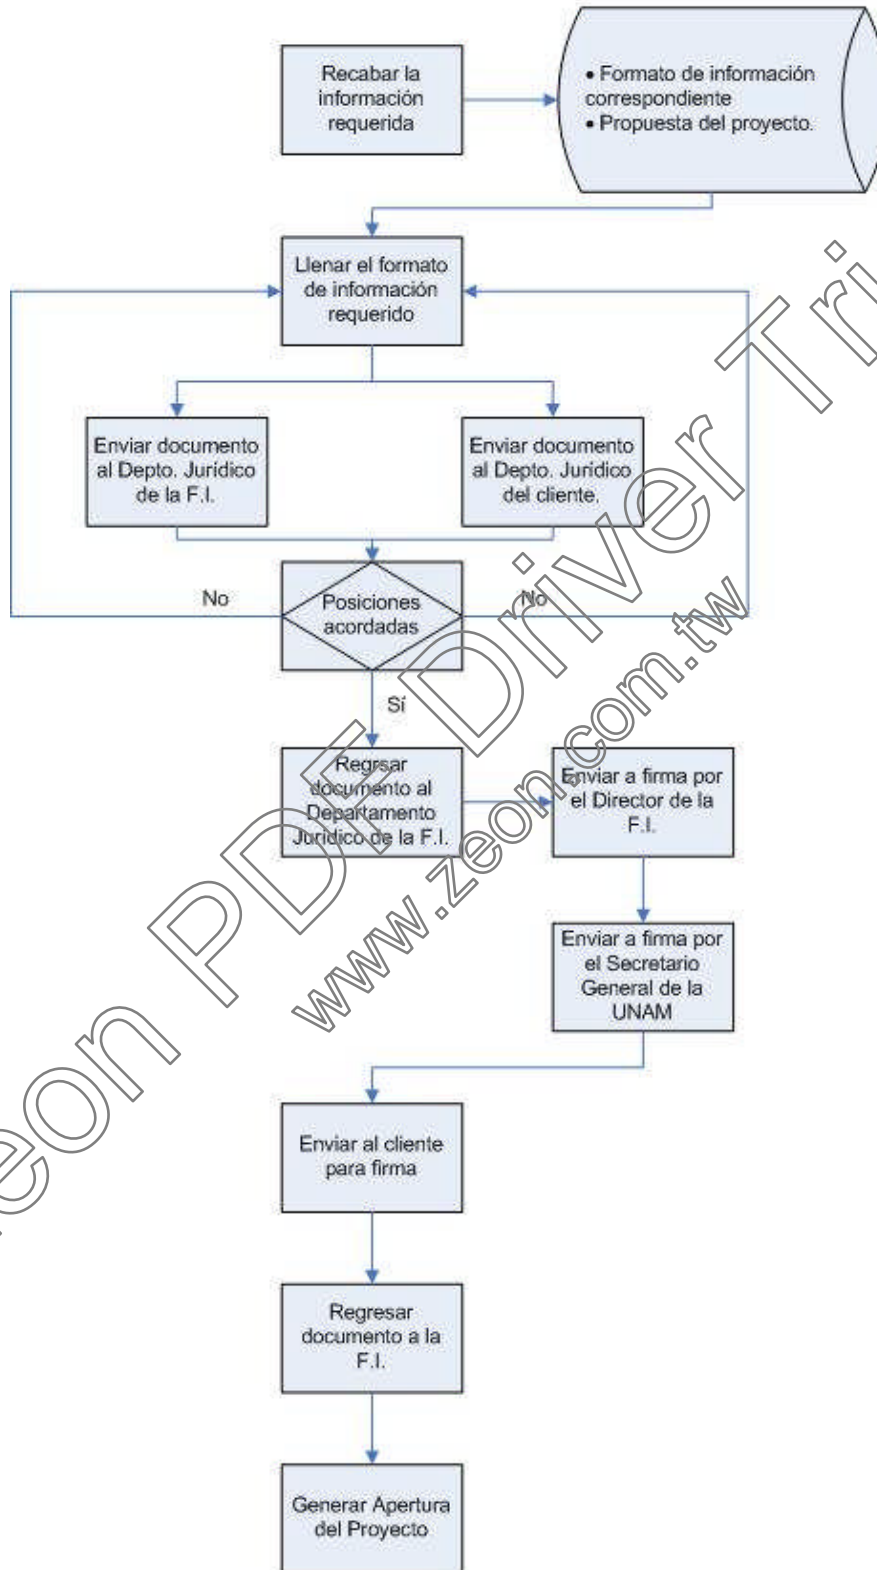 Recabar la
información
requerida
• Formato de información
correspondiente
• Propuesta del proyecto.
Llenar el formato
de información
requerido
Enviar documento
al Depto. Jurídico
de la F.I.
Enviar documento
al Depto. Jurídico
del cliente.
No
Posiciones
acordadas
No
Sí
Regrsar
documento al
Departamento
Jurídico de la F.I.
Enviar a firma por
el Director de la
F.I.
Enviar a firma por
el Secretario
General de la
UNAM
Enviar al cliente
para firma
Regresar
documento a la
F.I.
Generar Apertura
del Proyecto
eon PDF Driver Tri
www.zeon.com.tw